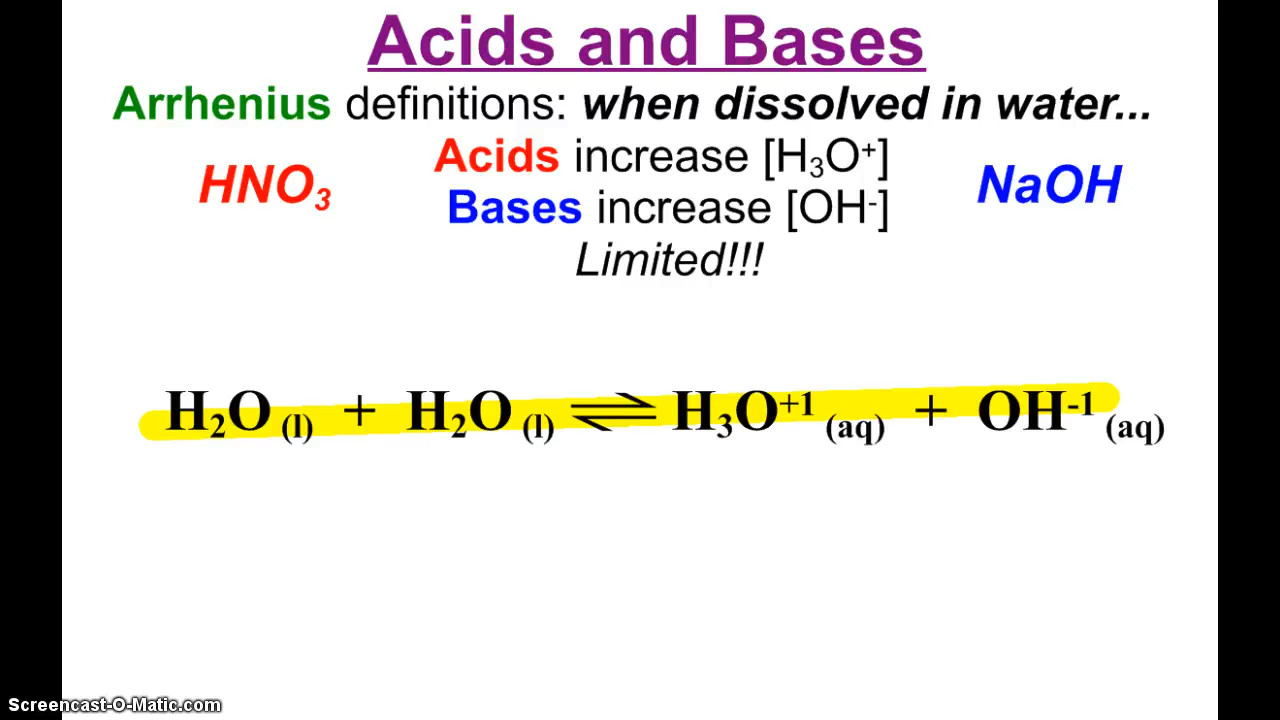 Acids and Bases
Arrhenius definitions: when dissolved in water...
Acids increase [H₃O⁺]
HNO₃
NaOH
Bases increase [OH⁻]
Limited!!!
H₂O (l) + H₂O (l) ⇌ H₃O⁺¹ (aq) + OH⁻¹ (aq)
Screencast-O-Matic.com